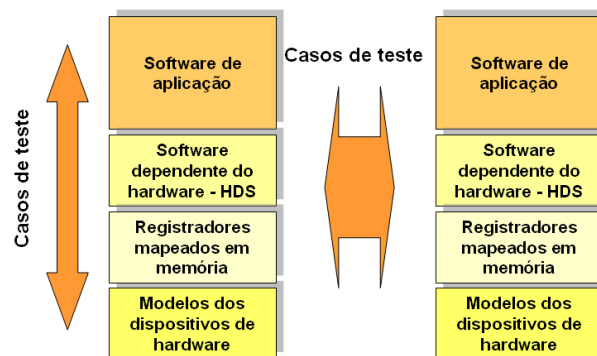 Casos de teste
Software de
aplicação
Software
dependente do
hardware - HDS
Registradores
mapeados em
memória
Modelos dos
dispositivos de
hardware
Casos de teste
Software de
aplicação
Software
dependente do
hardware - HDS
Registradores
mapeados em
memória
Modelos dos
dispositivos de
hardware